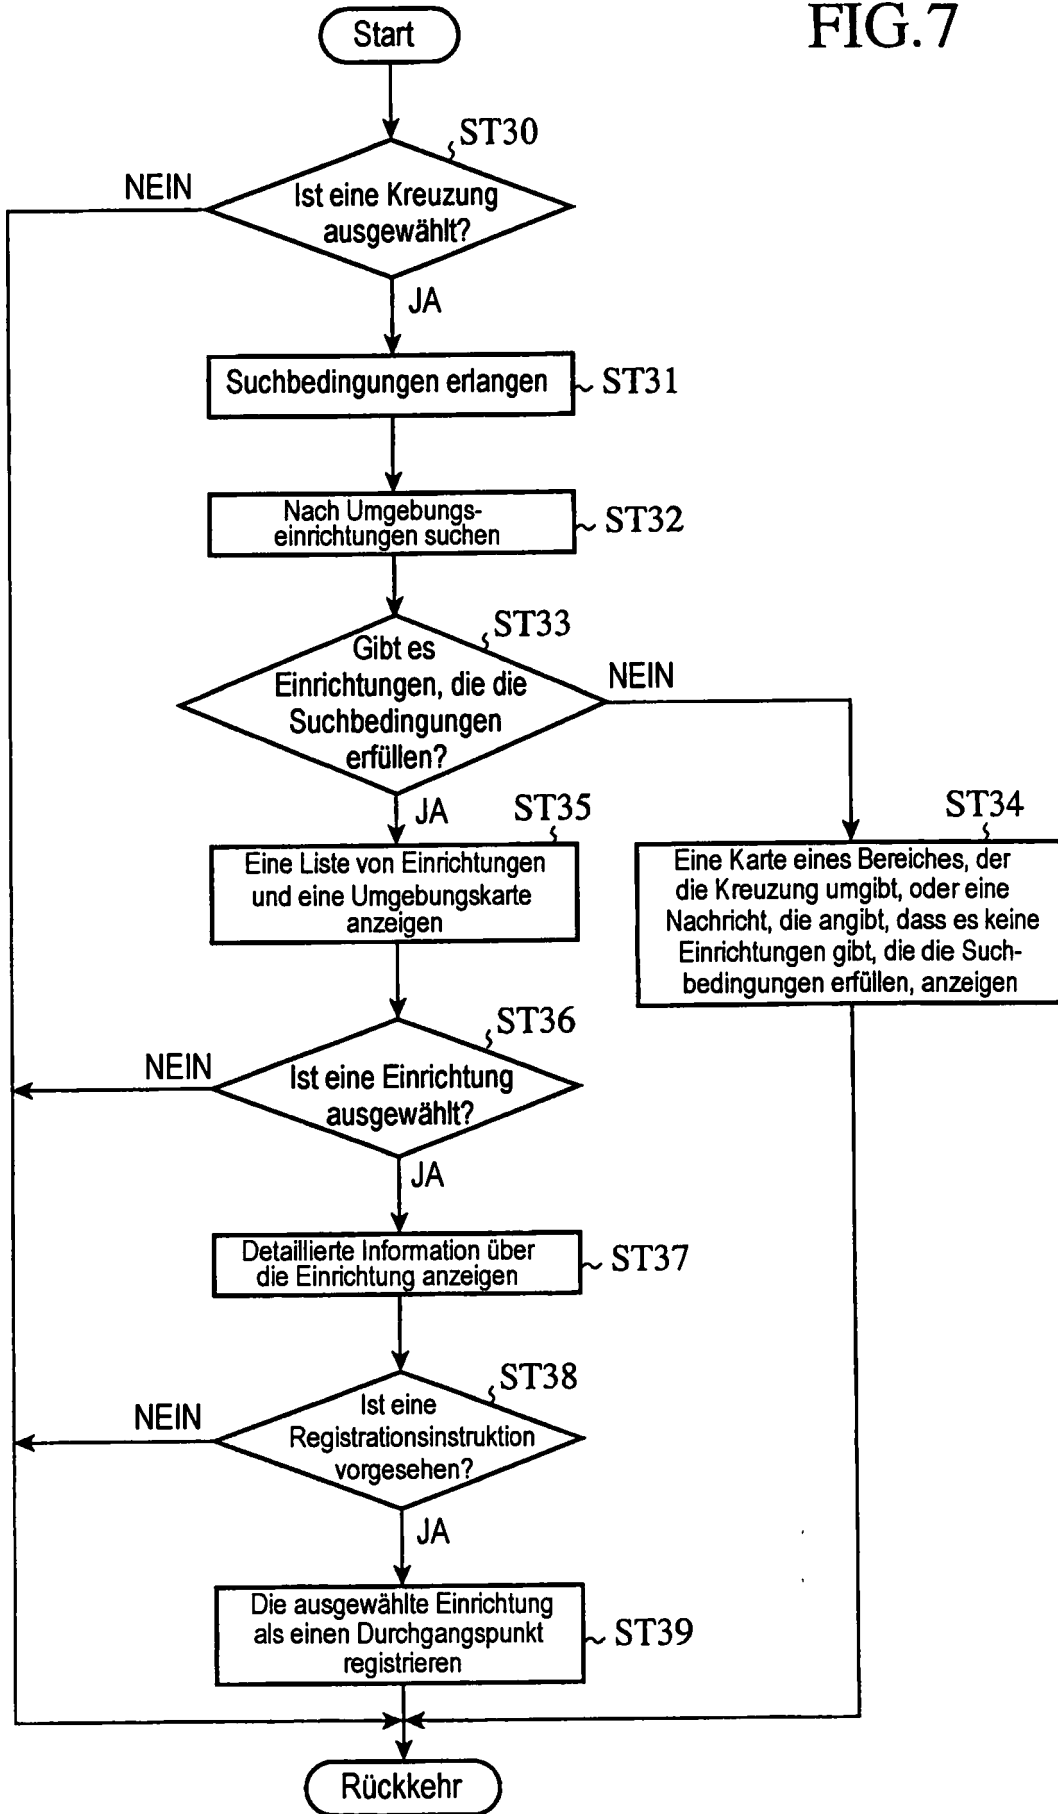 FIG.7
Start
ST30
NEIN
Ist eine Kreuzung
ausgewählt?
JA
Suchbedingungen erlangen
ST31
Nach Umgebungs-
einrichtungen suchen
ST32
ST33
Gibt es
Einrichtungen, die die
Suchbedingungen
erfüllen?
NEIN
JA
ST35
ST34
Eine Liste von Einrichtungen
und eine Umgebungskarte
anzeigen
Eine Karte eines Bereiches, der
die Kreuzung umgibt, oder eine
Nachricht, die angibt, dass es keine
Einrichtungen gibt, die die Such-
bedingungen erfüllen, anzeigen
ST36
NEIN
Ist eine Einrichtung
ausgewählt?
JA
Detaillierte Information über
die Einrichtung anzeigen
ST37
ST38
NEIN
Ist eine
Registrationsinstruktion
vorgesehen?
JA
Die ausgewählte Einrichtung
als einen Durchgangspunkt
registrieren
ST39
Rückkehr